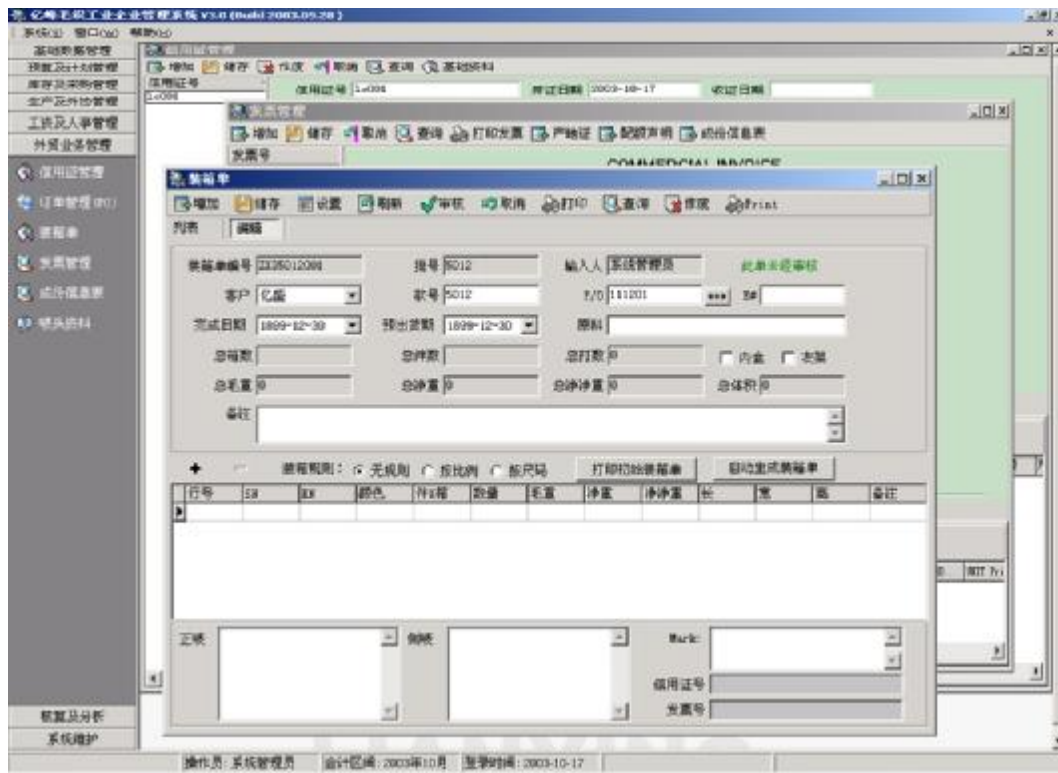 亿峰毛织工业企业管理系统 V3.0 (Build 2003.09.28 )
系统(S) 窗口(W) 帮助(H)
基础数据管理
预算及计划管理
库存及采购管理
生产及外协管理
工资及人事管理
外贸业务管理
信用证管理
订单管理(PO)
装箱单
发票管理
成份信息表
唛头资料
核算及分析
系统维护
信用证管理
增加 储存 作废 取消 查询 基础资料
信用证号 信用证号 开证日期 2003-10-17 收证日期
发票管理
增加 储存 取消 查询 打印发票 产地证 配额声明 成份信息表
发票号 COMMERCIAL INVOICE
装箱单
增加 储存 设置 刷新 审核 取消 打印 查询 作废 Print
列表 编辑
装箱单编号 批号 5012 输入人 系统管理员 此单未经审核
客户 亿盛 款号 5012 P/O 111201 ***
完成日期 1899-12-30 预出货期 1899-12-30 原料
总箱数 总件数 总打数 0 内盒 衣架
总毛重 0 总净重 0 总净净重 0 总体积 0
备注
装箱规则: 无规则 按比例 按尺码 打印初始装箱单 自动生成装箱单
行号 颜色 数量 毛重 净重 净净重 长 宽 高 备注
正唛 侧唛 Mark:
信用证号
发票号
操作员: 系统管理员 会计区间: 2003年10月 登录时间: 2003-10-17